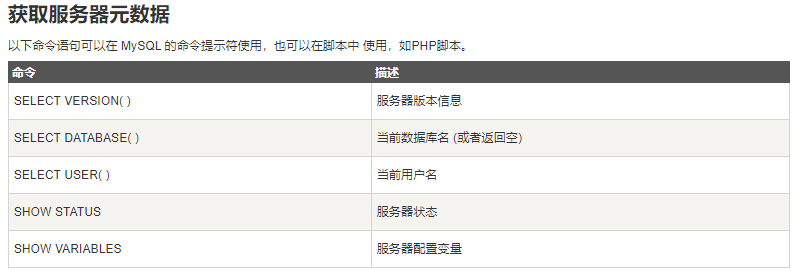 获取服务器元数据
以下命令语句可以在 MySQL 的命令提示符使用，也可以在脚本中 使用，如PHP脚本。
命令 描述
SELECT VERSION( ) 服务器版本信息
SELECT DATABASE( ) 当前数据库名 (或者返回空)
SELECT USER( ) 当前用户名
SHOW STATUS 服务器状态
SHOW VARIABLES 服务器配置变量